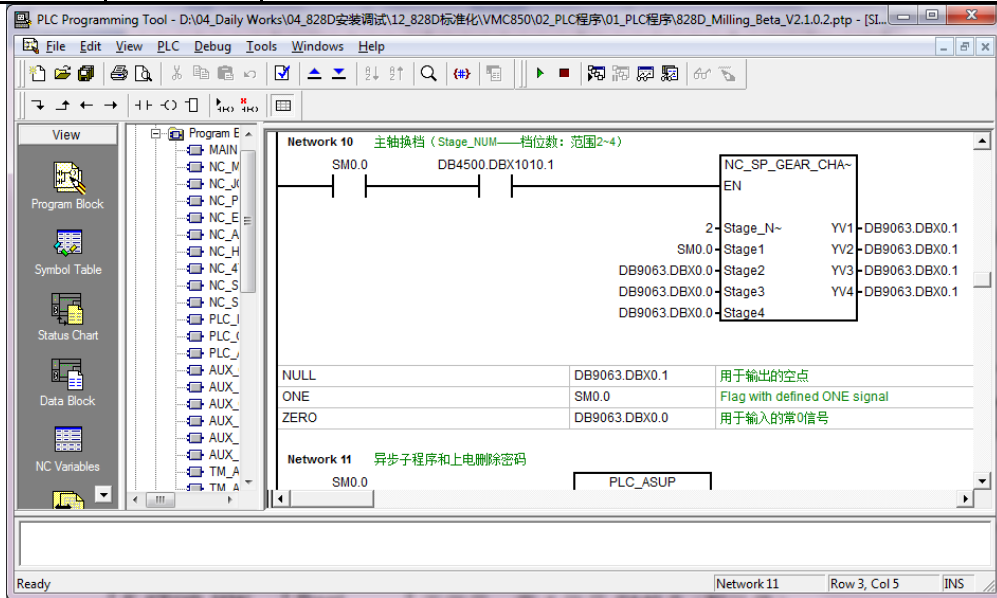 PLC Programming Tool - D:\04_Daily Works\04_828D安装调试\12_828D标准化\VMC850\02_PLC程序\01_PLC程序\828D_Milling_Beta_V2.1.0.2.ptp - [SI...
File Edit View PLC Debug Tools Windows Help
View
Program Block
Symbol Table
Status Chart
Data Block
NC Variables
Program E
MAIN
NC_M
NC_J
NC_P
NC_E
NC_A
NC_H
NC_4
NC_S
NC_S
PLC_I
PLC_(
PLC_/
AUX_
AUX_
AUX_
AUX_
AUX_
AUX_
TM_A
TM_A
Network 10 主轴换档（Stage_NUM——档位数：范围2~4）
SM0.0 DB4500.DBX1010.1 NC_SP_GEAR_CHA~
EN
2 Stage_N~ YV1 DB9063.DBX0.1
SM0.0 Stage1 YV2 DB9063.DBX0.1
DB9063.DBX0.0 Stage2 YV3 DB9063.DBX0.1
DB9063.DBX0.0 Stage3 YV4 DB9063.DBX0.1
DB9063.DBX0.0 Stage4
NULL DB9063.DBX0.1 用于输出的空点
ONE SM0.0 Flag with defined ONE signal
ZERO DB9063.DBX0.0 用于输入的常0信号
Network 11 异步子程序和上电删除密码
SM0.0 PLC_ASUP
Ready Network 11 Row 3, Col 5 INS